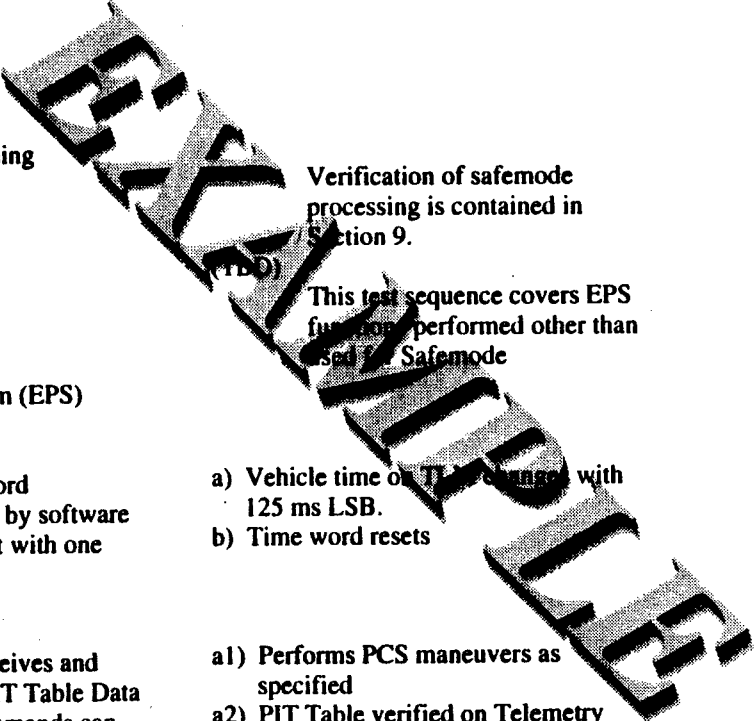 EXAMPLE
ing
Verification of safemode
processing is contained in
Section 9.
(TBD)
This test sequence covers EPS
performed other than
Safemode
n (EPS)
ord
by software
t with one
a) Vehicle time on changes with
125 ms LSB.
b) Time word resets
eives and
T Table Data
mands can
a1) Performs PCS maneuvers as
specified
a2) PIT Table verified on Telemetry